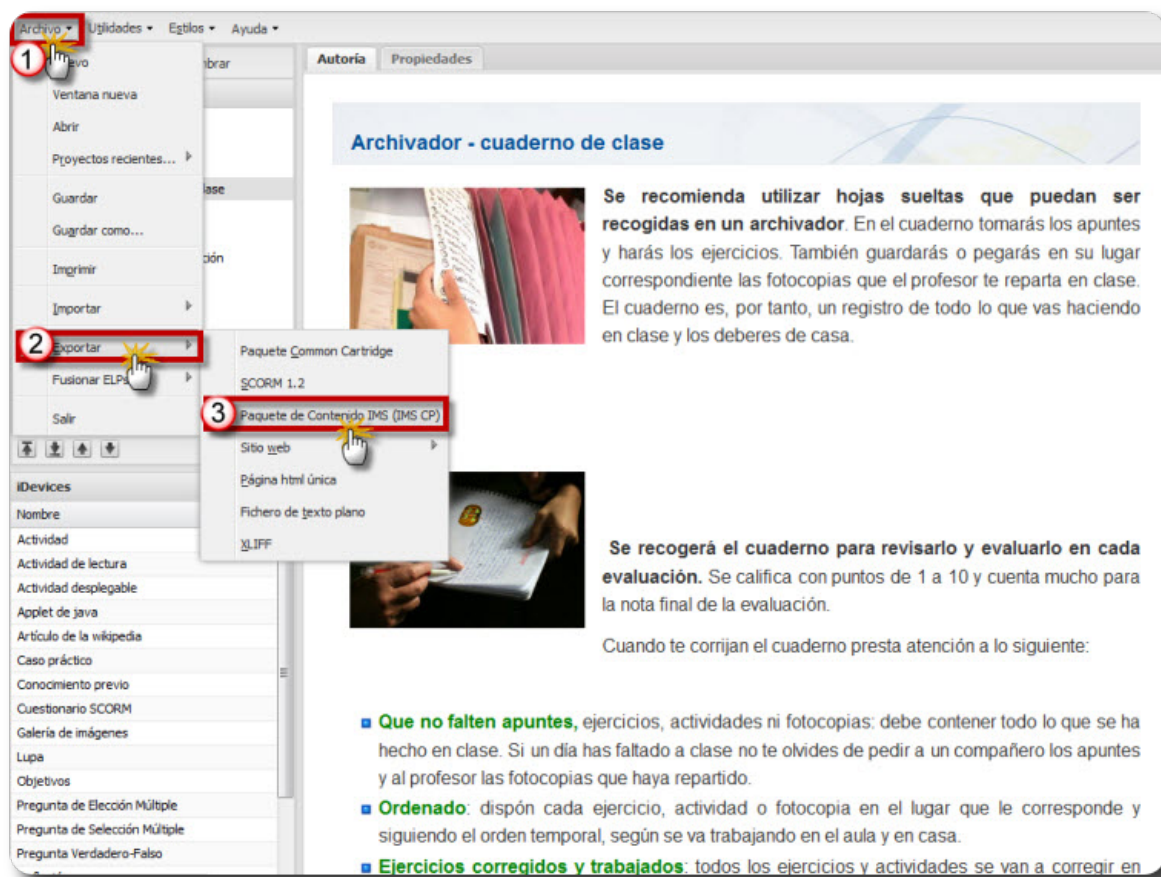 Archivo Utilidades Estilos Ayuda
1
evo
Ventana nueva
Abrir
Proyectos recientes...
Guardar
Guardar como...
Imprimir
Importar
2 Exportar
Fusionar ELPs
Salir
brar
lase
ción
Paquete Common Cartridge
SCORM 1.2
3 Paquete de Contenido IMS (IMS CP)
Sitio web
Página html única
Fichero de texto plano
XLIFF
iDevices
Nombre
Actividad
Actividad de lectura
Actividad desplegable
Applet de java
Artículo de la wikipedia
Caso práctico
Conocimiento previo
Cuestionario SCORM
Galería de imágenes
Lupa
Objetivos
Pregunta de Elección Múltiple
Pregunta de Selección Múltiple
Pregunta Verdadero-Falso
Autoría Propiedades
Archivador - cuaderno de clase
Se recomienda utilizar hojas sueltas que puedan ser
recogidas en un archivador. En el cuaderno tomarás los apuntes
y harás los ejercicios. También guardarás o pegarás en su lugar
correspondiente las fotocopias que el profesor te reparta en clase.
El cuaderno es, por tanto, un registro de todo lo que vas haciendo
en clase y los deberes de casa.
Se recogerá el cuaderno para revisarlo y evaluarlo en cada
evaluación. Se califica con puntos de 1 a 10 y cuenta mucho para
la nota final de la evaluación.
Cuando te corrijan el cuaderno presta atención a lo siguiente:
Que no falten apuntes, ejercicios, actividades ni fotocopias: debe contener todo lo que se ha
hecho en clase. Si un día has faltado a clase no te olvides de pedir a un compañero los apuntes
y al profesor las fotocopias que haya repartido.
Ordenado: dispón cada ejercicio, actividad o fotocopia en el lugar que le corresponde y
siguiendo el orden temporal, según se va trabajando en el aula y en casa.
Ejercicios corregidos y trabajados: todos los ejercicios y actividades se van a corregir en